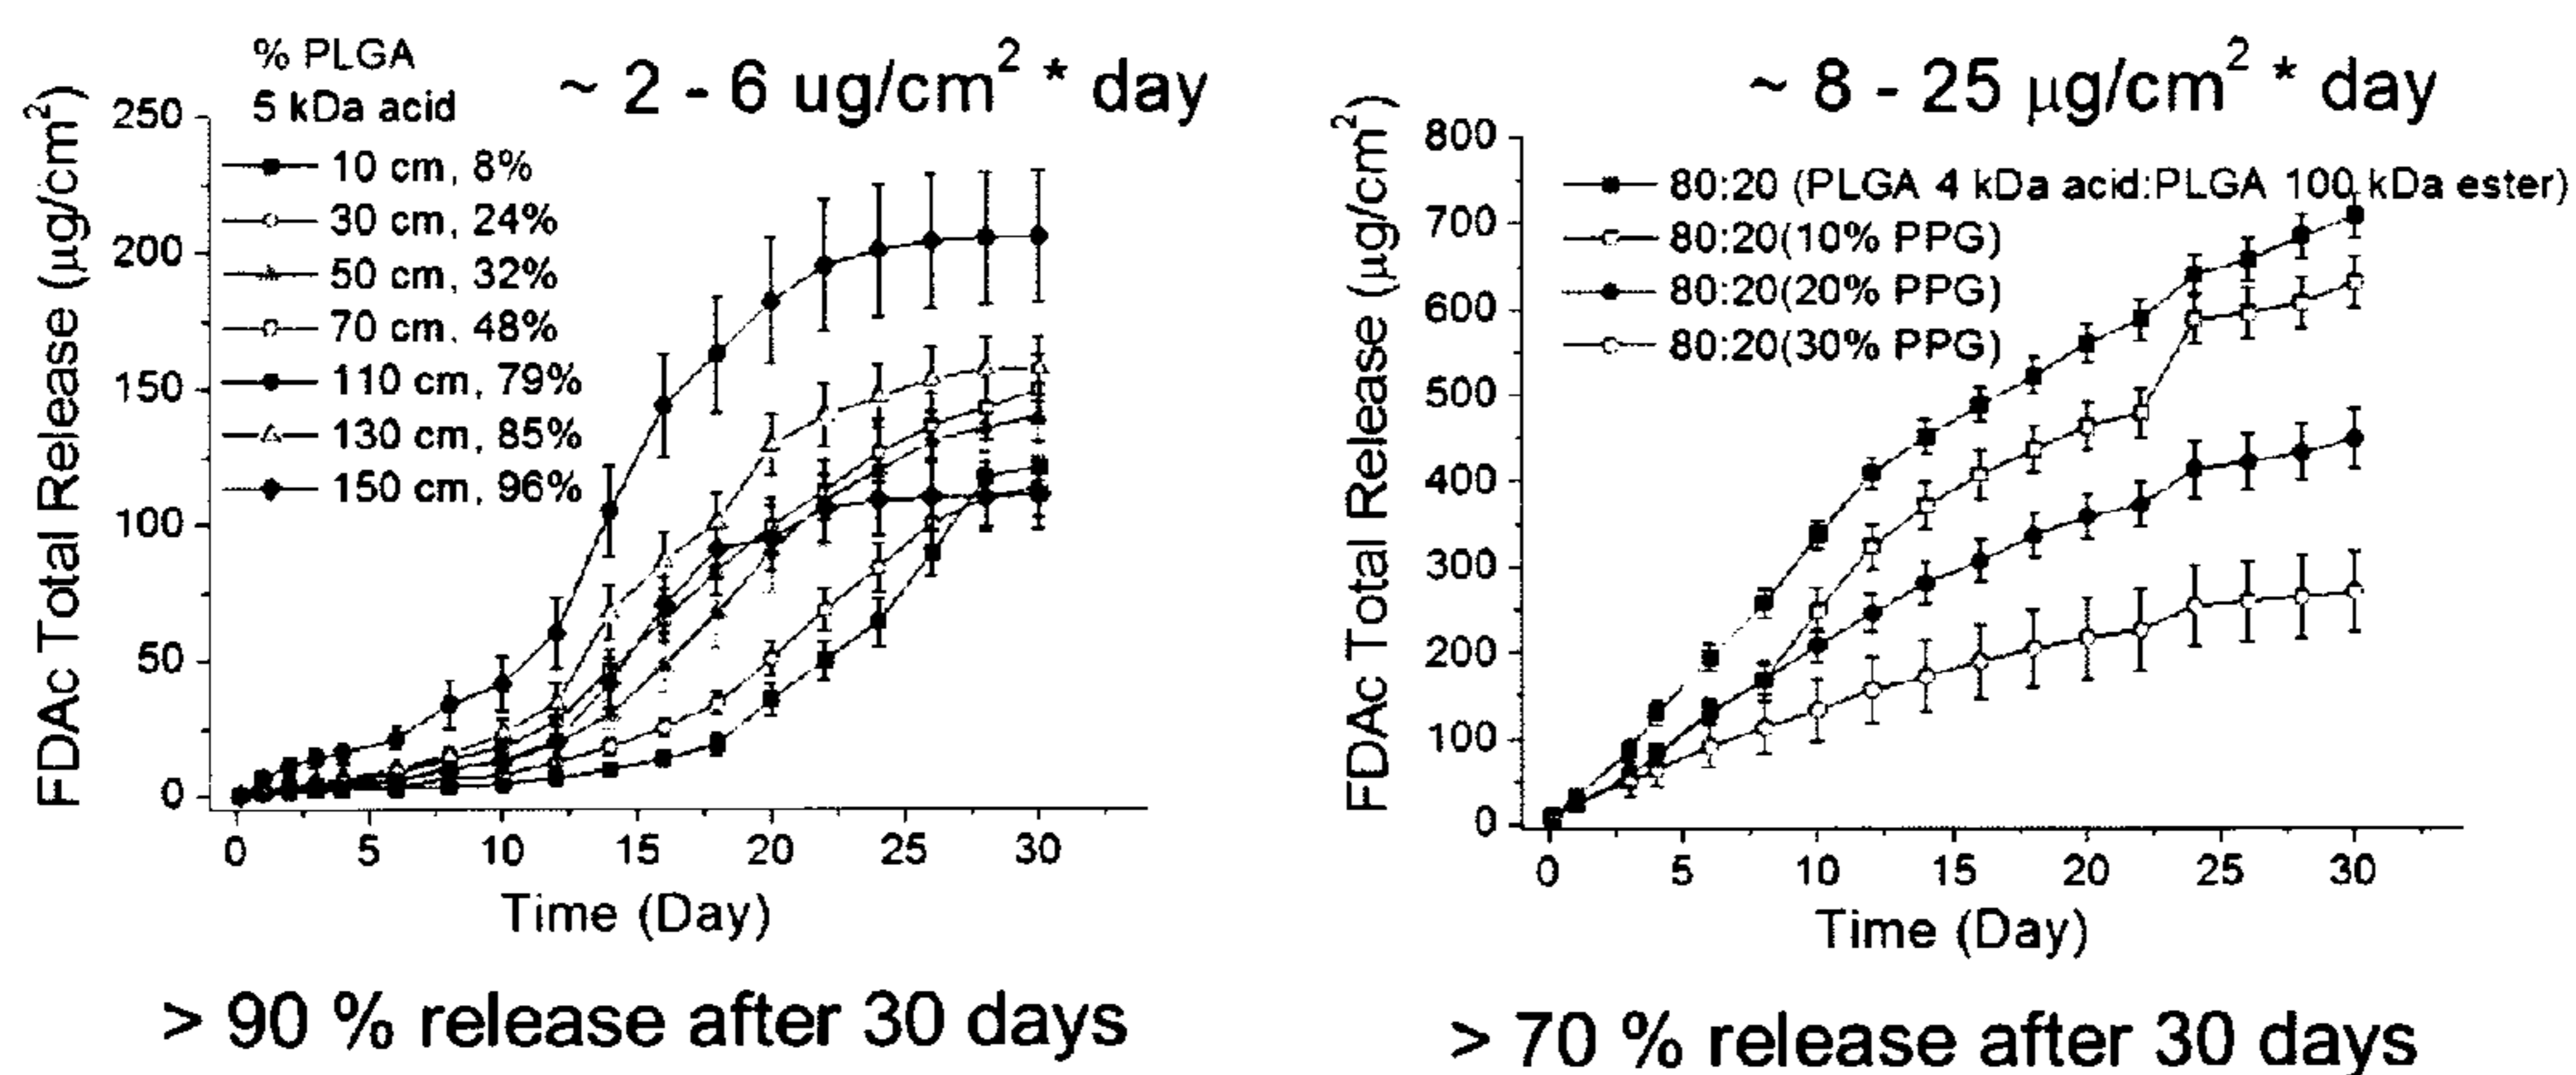 % PLGA
5 kDa acid
~ 2 - 6 ug/cm² * day
FDAc Total Release (µg/cm²)
250
200
150
100
50
0
10 cm, 8%
30 cm, 24%
50 cm, 32%
70 cm, 48%
110 cm, 79%
130 cm, 85%
150 cm, 96%
0 5 10 15 20 25 30
Time (Day)
> 90 % release after 30 days
~ 8 - 25 µg/cm² * day
FDAc Total Release (µg/cm²)
800
700
600
500
400
300
200
100
0
80:20 (PLGA 4 kDa acid:PLGA 100 kDa ester)
80:20(10% PPG)
80:20(20% PPG)
80:20(30% PPG)
0 5 10 15 20 25 30
Time (Day)
> 70 % release after 30 days